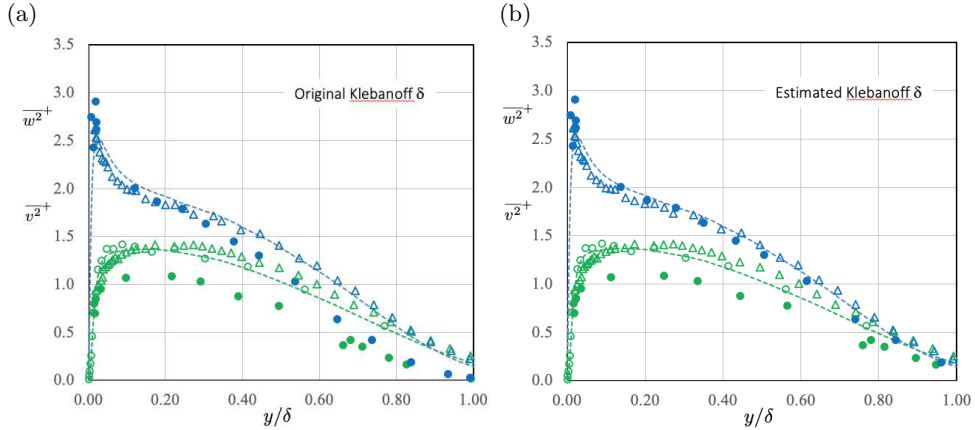 (a)
3.5
3.0
2.5
2.0
1.5
1.0
0.5
0.0
w²⁺
v²⁺
Original Klebanoff δ
0.00 0.20 0.40 0.60 0.80 1.00
y/δ
(b)
3.5
3.0
2.5
2.0
1.5
1.0
0.5
0.0
w²⁺
v²⁺
Estimated Klebanoff δ
0.00 0.20 0.40 0.60 0.80 1.00
y/δ